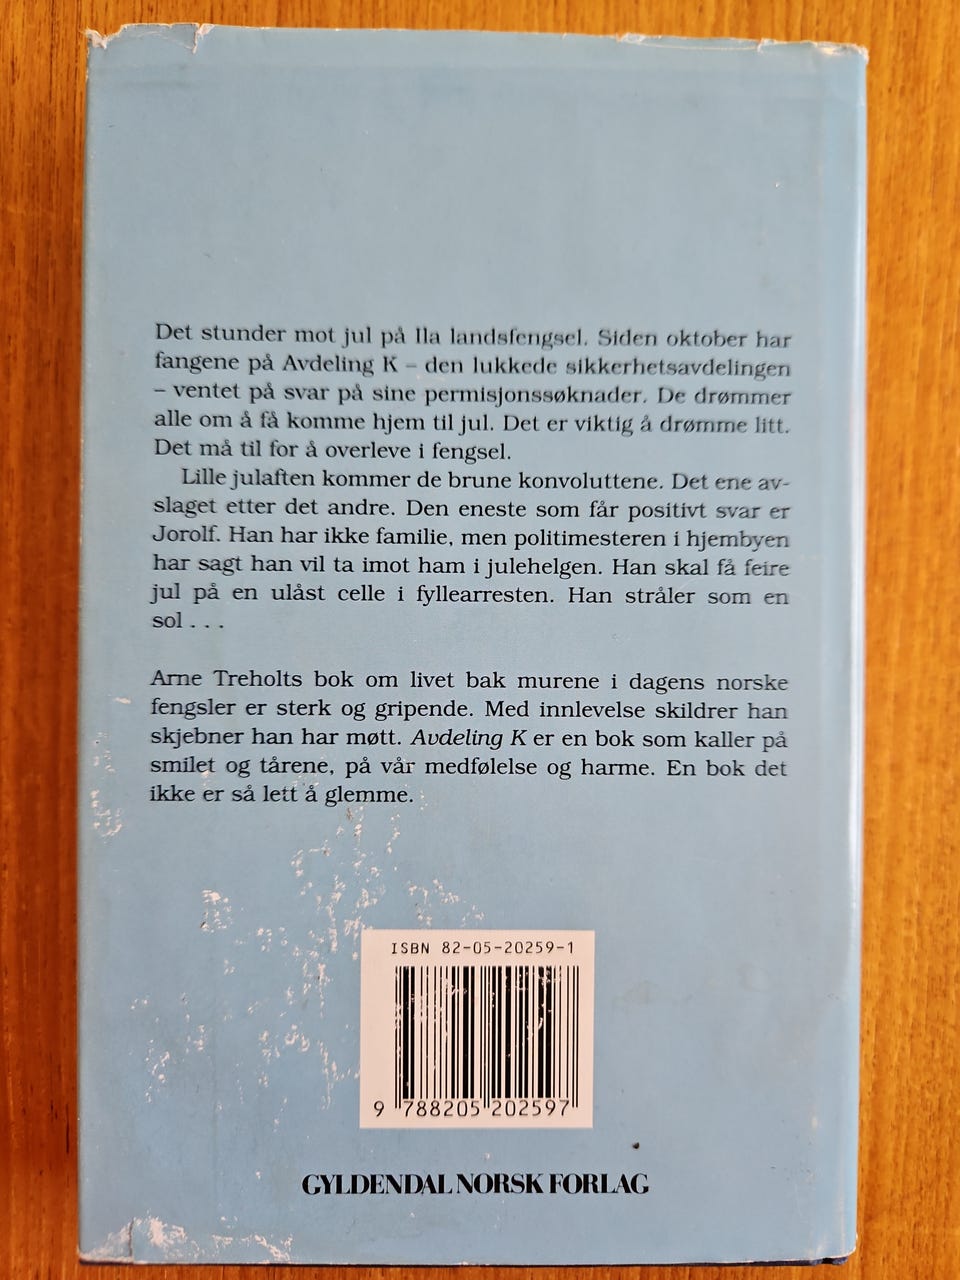 Det stunder mot jul på Ila landsfengsel. Siden oktober har
fangene på Avdeling K – den lukkede sikkerhetsavdelingen
– ventet på svar på sine permisjonssøknader. De drømmer
alle om å få komme hjem til jul. Det er viktig å drømme litt.
Det må til for å overleve i fengsel.
Lille julaften kommer de brune konvoluttene. Det ene av-
slaget etter det andre. Den eneste som får positivt svar er
Jorolf. Han har ikke familie, men politimesteren i hjembyen
har sagt han vil ta imot ham i julehelgen. Han skal få feire
jul på en ulåst celle i fyllearresten. Han stråler som en
sol . . .
Arne Treholts bok om livet bak murene i dagens norske
fengsler er sterk og gripende. Med innlevelse skildrer han
skjebner han har møtt. Avdeling K er en bok som kaller på
smilet og tårene, på vår medfølelse og harme. En bok det
ikke er så lett å glemme.
ISBN 82-05-20259-1
9 788205 202597
GYLDENDAL NORSK FORLAG